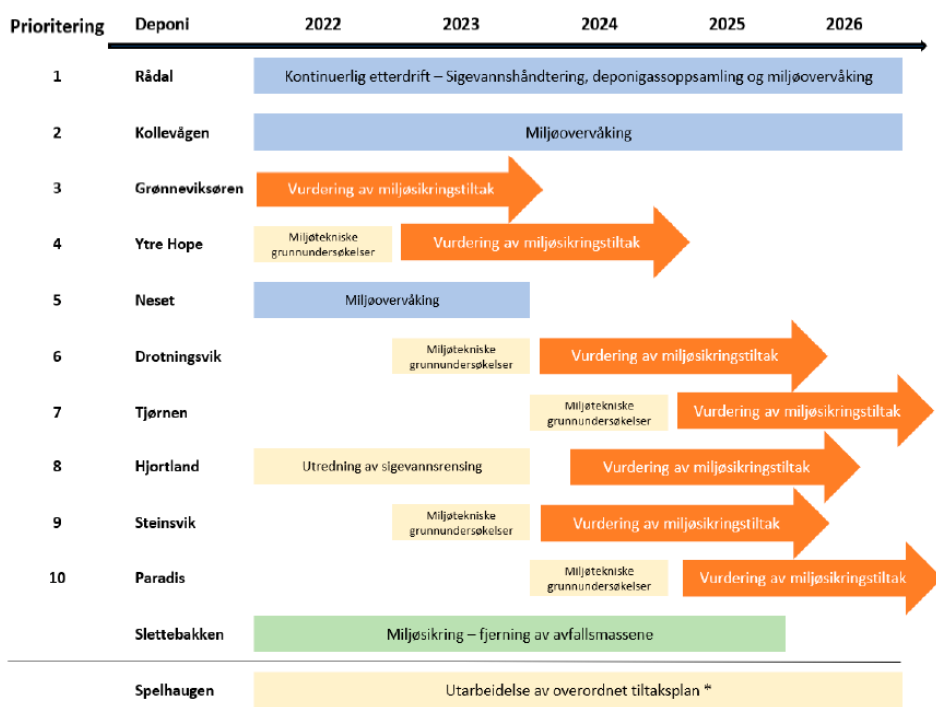 Prioritering Deponi 2022 2023 2024 2025 2026
1 Rådal Kontinuerlig etterdrift – Sigevannshåndtering, deponigassoppsamling og miljøovervåking
2 Kollevågen Miljøovervåking
3 Grønneviksøren Vurdering av miljøsikringstiltak
4 Ytre Hope Miljøtekniske
grunnundersøkelser Vurdering av miljøsikringstiltak
5 Neset Miljøovervåking
6 Drotningsvik Miljøtekniske
grunnundersøkelser Vurdering av miljøsikringstiltak
7 Tjørnen Miljøtekniske
grunnundersøkelser Vurdering av miljøsikringstiltak
8 Hjortland Utredning av sigevannsrensing Vurdering av miljøsikringstiltak
9 Steinsvik Miljøtekniske
grunnundersøkelser Vurdering av miljøsikringstiltak
10 Paradis Miljøtekniske
grunnundersøkelser Vurdering av miljøsikringstiltak
Slettebakken Miljøsikring – fjerning av avfallsmassene
Spelhaugen Utarbeidelse av overordnet tiltaksplan *